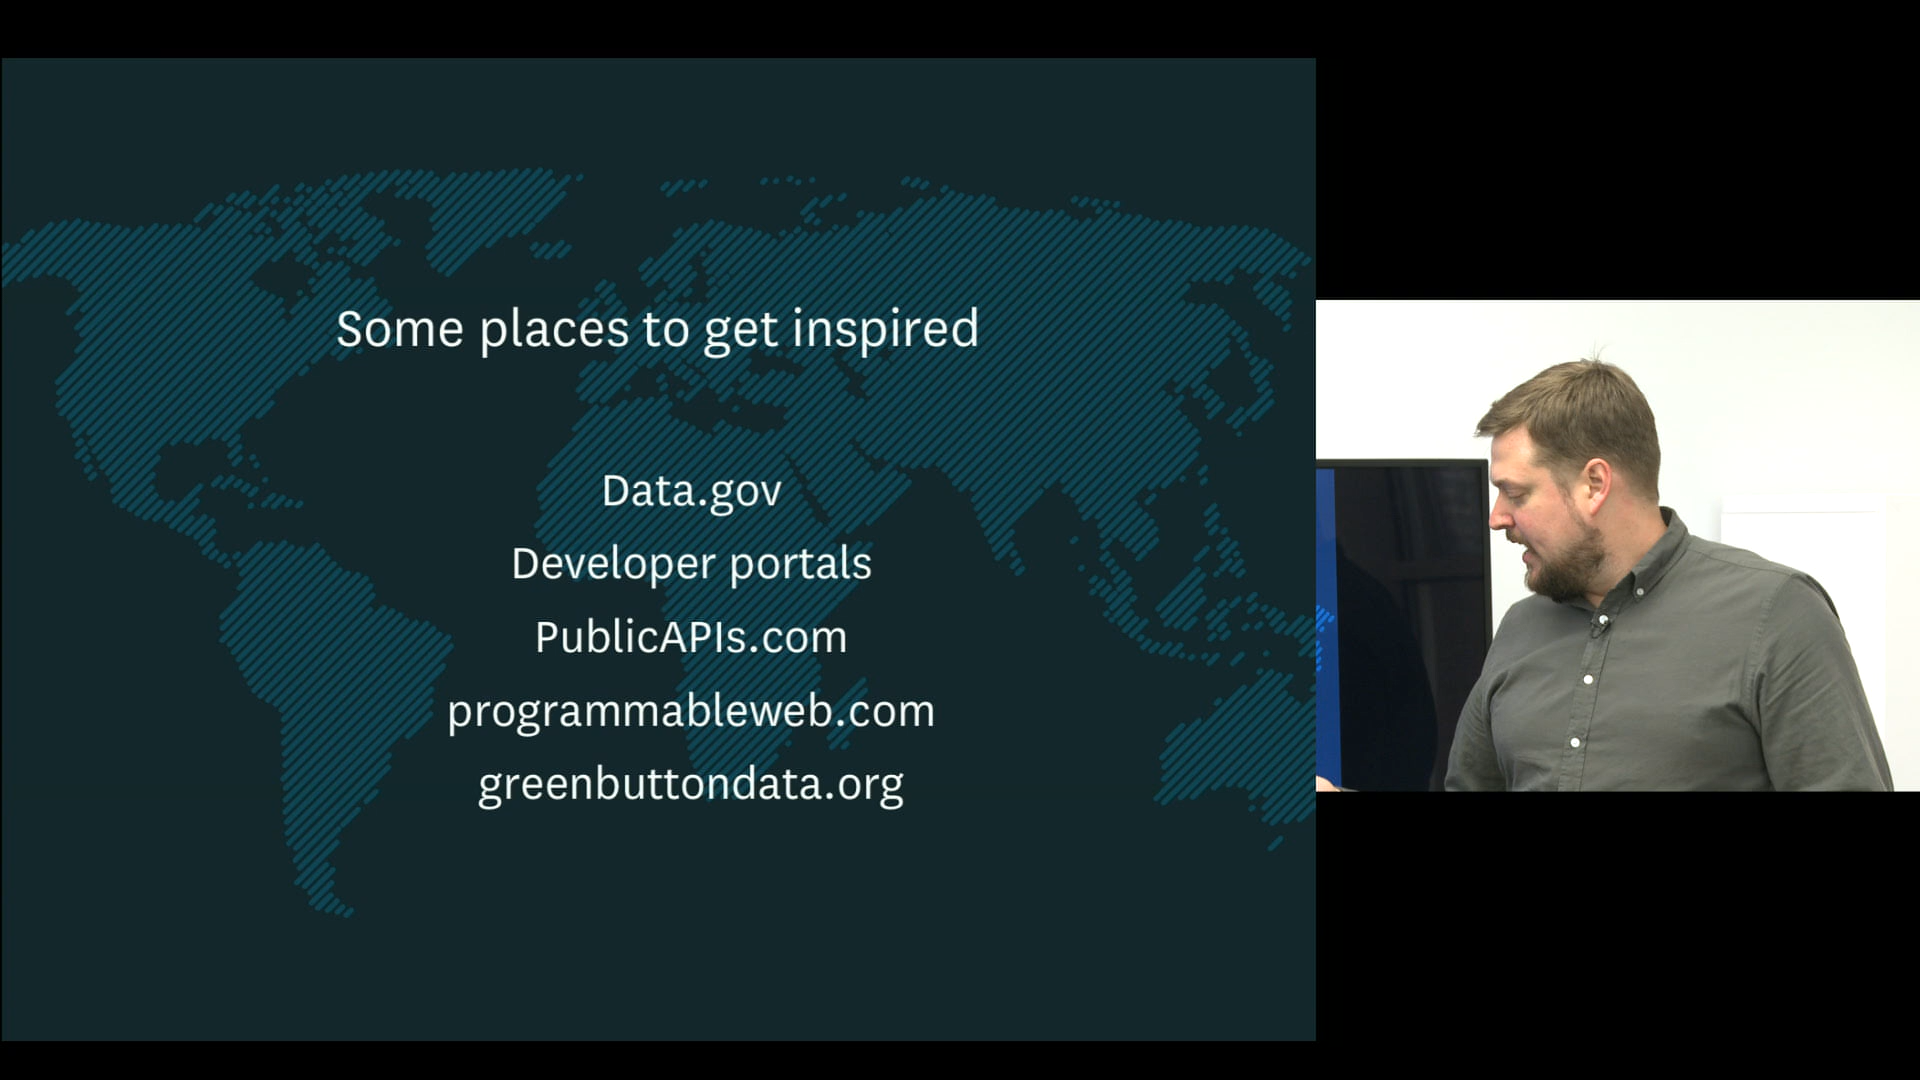 Some places to get inspired
Data.gov
Developer portals
PublicAPIs.com
programmableweb.com
greenbuttondata.org